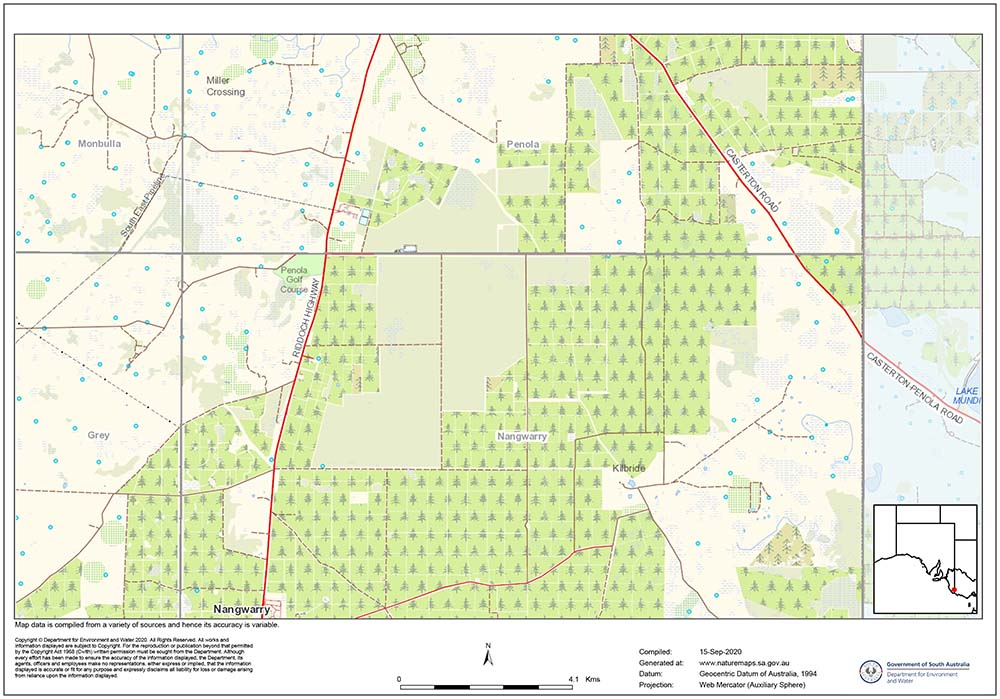 Miller
Crossing
Monbulla
Penola
South East Pipeline
CASTERTON ROAD
Penola
Golf
Course
RIDDOCH HIGHWAY
CASTERTON-PENOLA ROAD
LAKE
MUNDI
Grey
Nangwarry
Kilbride
Nangwarry
Map data is compiled from a variety of sources and hence its accuracy is variable.
Copyright © Department for Environment and Water 2020. All Rights Reserved. All works and
information displayed are subject to Copyright. For the reproduction or publication beyond that permitted
by the Copyright Act 1968 (Cwlth) written permission must be sought from the Department. Although
every effort has been made to ensure the accuracy of the information displayed, the Department, its
agents, officers and employees make no representations, either express or implied, that the information
displayed is accurate or fit for any purpose and expressly disclaims all liability for loss or damage arising
from reliance upon the information displayed.
N
0 4.1 Kms
Compiled: 15-Sep-2020
Generated at: www.naturemaps.sa.gov.au
Datum: Geocentric Datum of Australia, 1994
Projection: Web Mercator (Auxiliary Sphere)
Government of South Australia
Department for Environment
and Water